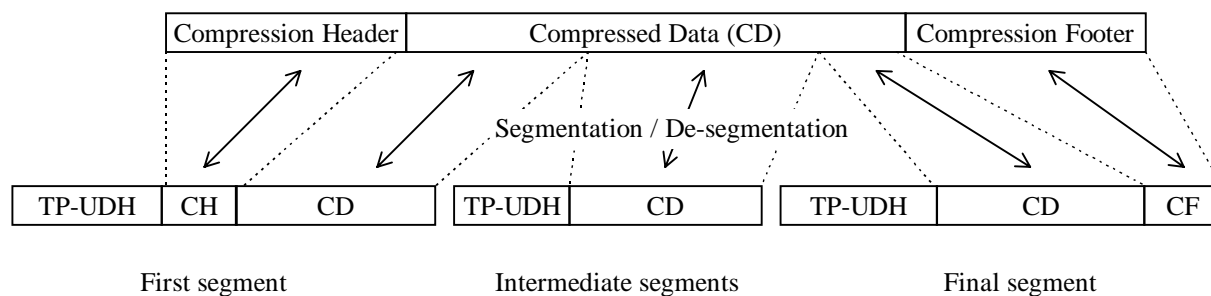 Compression Header Compressed Data (CD) Compression Footer
Segmentation / De-segmentation
TP-UDH CH CD TP-UDH CD TP-UDH CD CF
First segment Intermediate segments Final segment